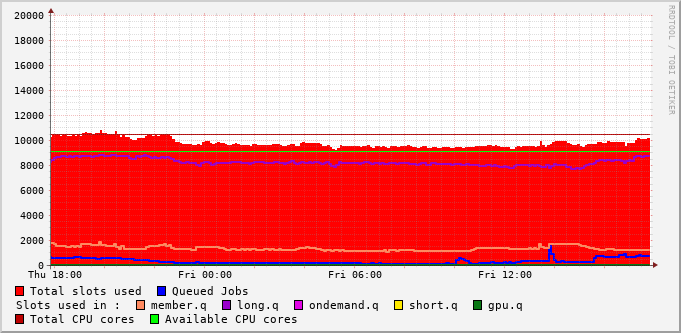 RRDTOOL / TOBI OETIKER
20000
18000
16000
14000
12000
10000
8000
6000
4000
2000
0
Thu 18:00 Fri 00:00 Fri 06:00 Fri 12:00
Total slots used Queued Jobs
Slots used in : member.q long.q ondemand.q short.q gpu.q
Total CPU cores Available CPU cores